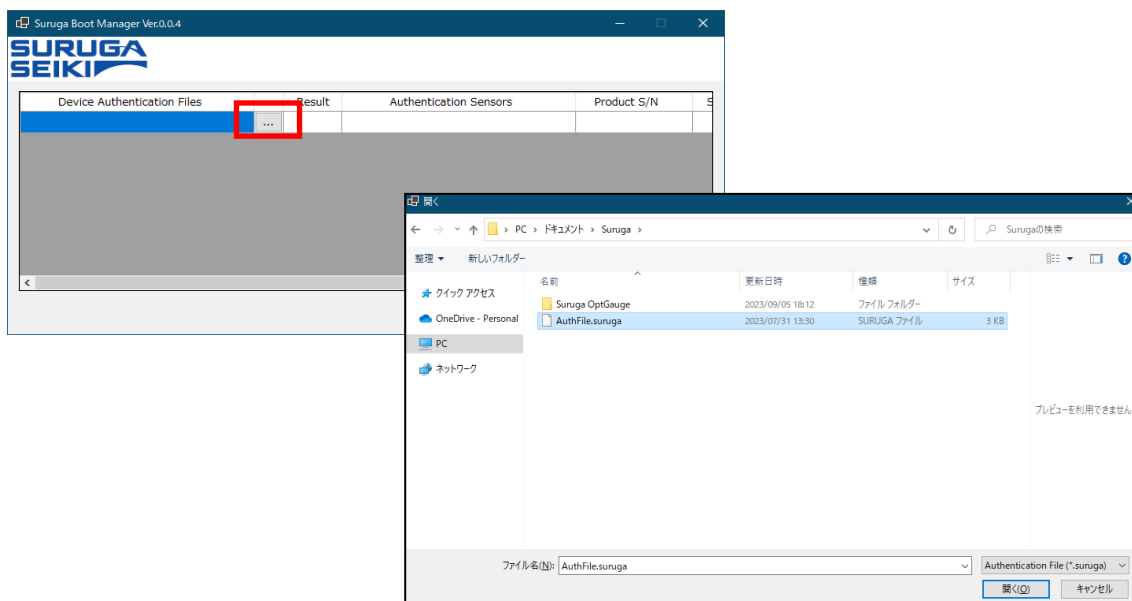 Suruga Boot Manager Ver.0.0.4
SURUGA
SEIKI
Device Authentication Files Result Authentication Sensors Product S/N S
...
開く
PC > ドキュメント > Suruga >
Surugaの検索
整理 新しいフォルダー
名前 更新日時 種類 サイズ
クイック アクセス
Suruga OptGauge 2023/09/05 18:12 ファイル フォルダー
OneDrive - Personal
AuthFile.suruga 2023/07/31 13:30 SURUGA ファイル 3 KB
PC
ネットワーク
プレビューを利用できません
ファイル名(N): AuthFile.suruga Authentication File (*.suruga)
開く(O) キャンセル